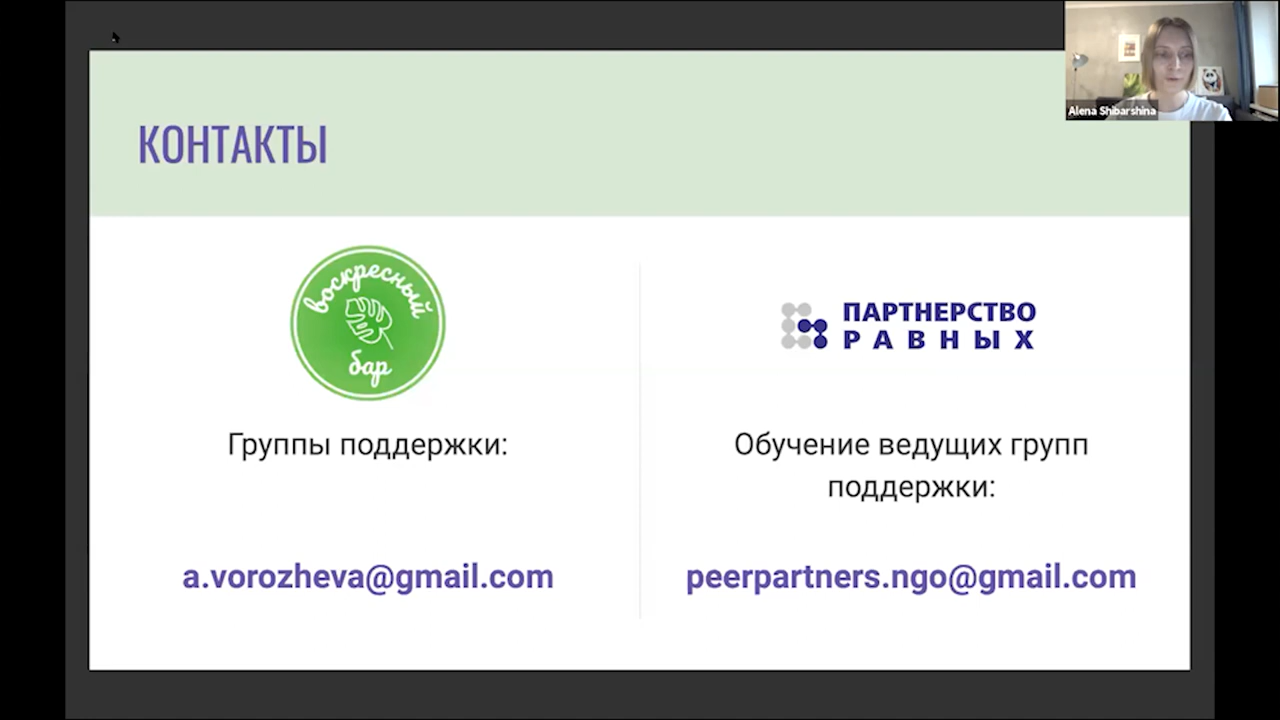 Alena Shibarshina
КОНТАКТЫ
воскресный
бар
Группы поддержки:
a.vorozheva@gmail.com
ПАРТНЕРСТВО
РАВНЫХ
Обучение ведущих групп
поддержки:
peerpartners.ngo@gmail.com